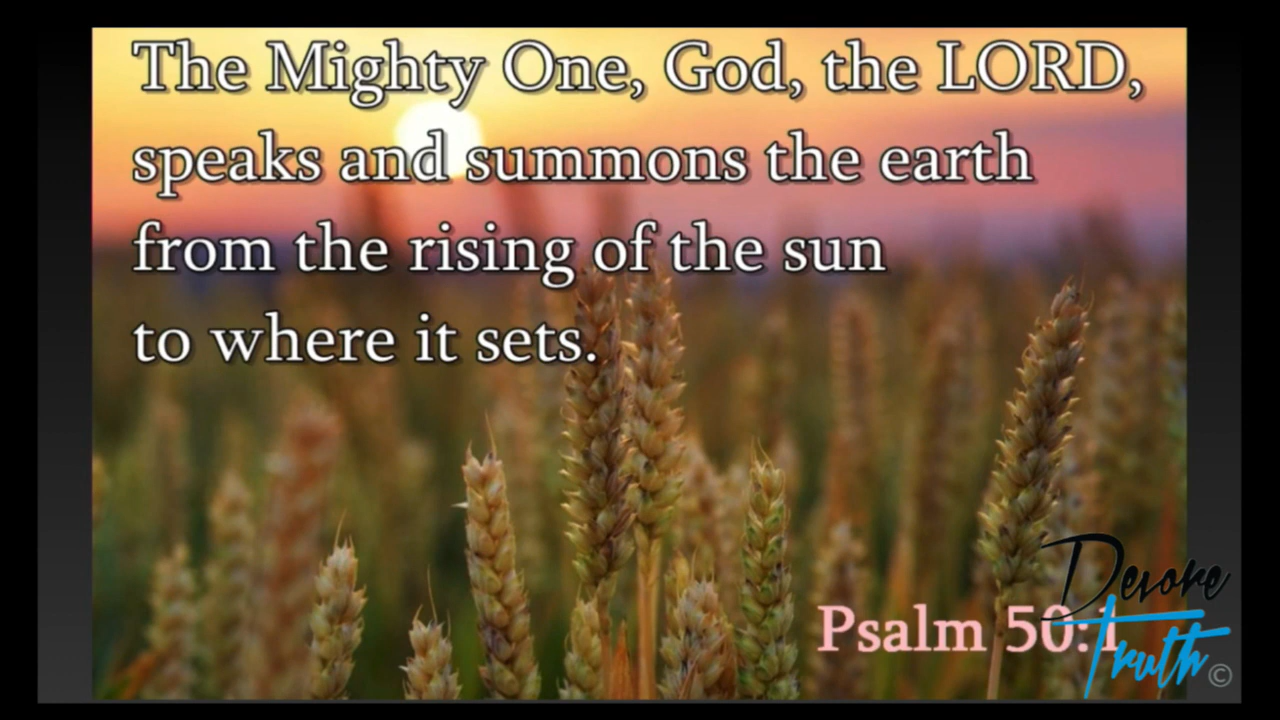 The Mighty One, God, the LORD,
speaks and summons the earth
from the rising of the sun
to where it sets.
Psalm 50:1
Truth
©